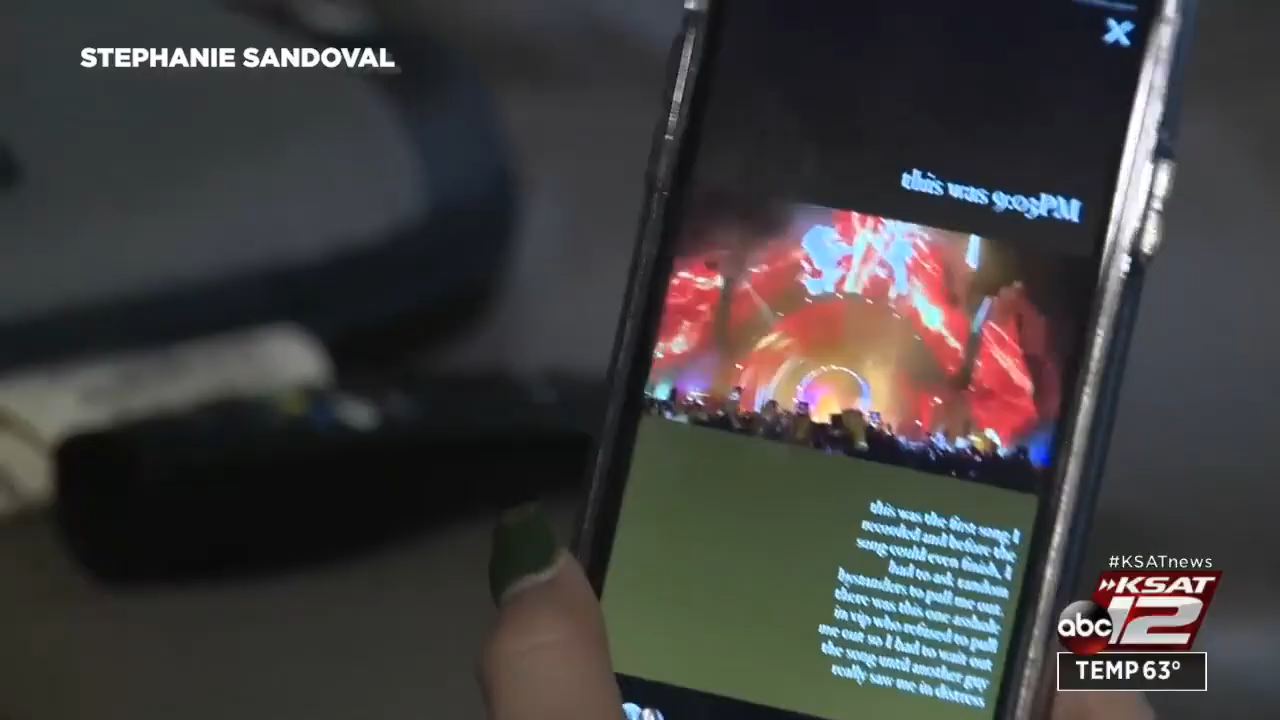 STEPHANIE SANDOVAL
this was 9:03PM
this was the first song I
recorded and before the
song could even finish, I
had to ask random
bystanders to pull me out.
there was this one asshole
in vip who refused to pull
me out so I had to wait out
the song until another guy
really saw me in distress
#KSATnews
KSAT
abc 12
TEMP 63°